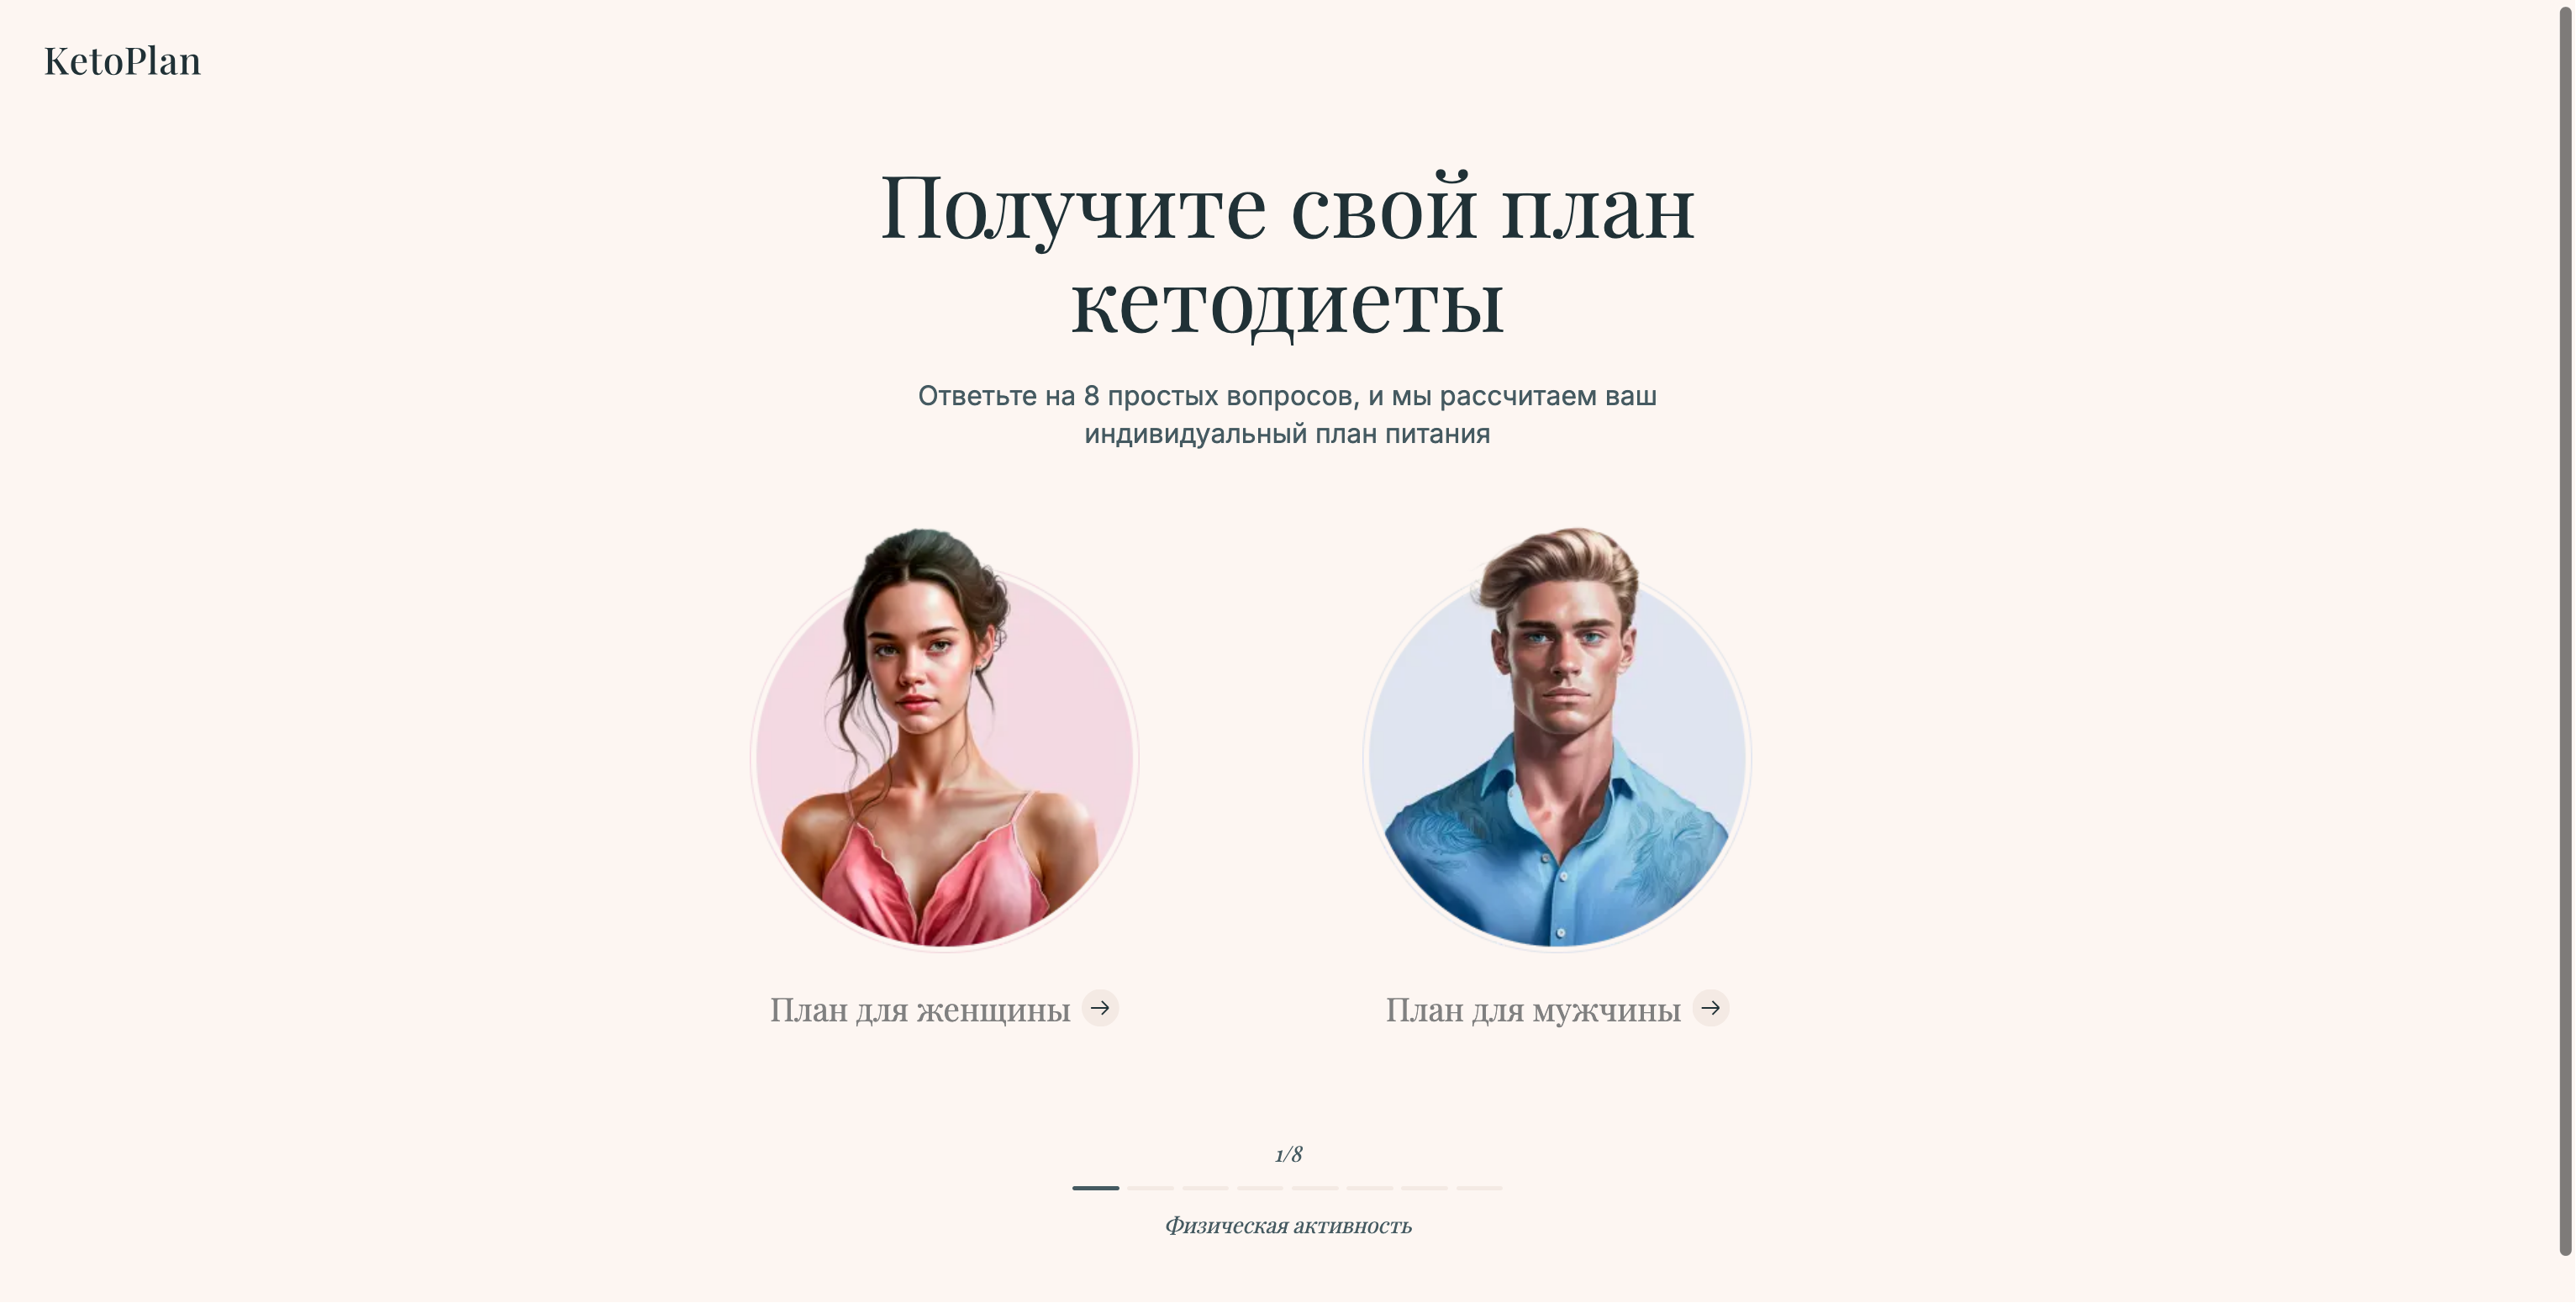 KetoPlan
Получите свой план
кетодиеты
Ответьте на 8 простых вопросов, и мы рассчитаем ваш
индивидуальный план питания
План для женщины
План для мужчины
1/8
Физическая активность